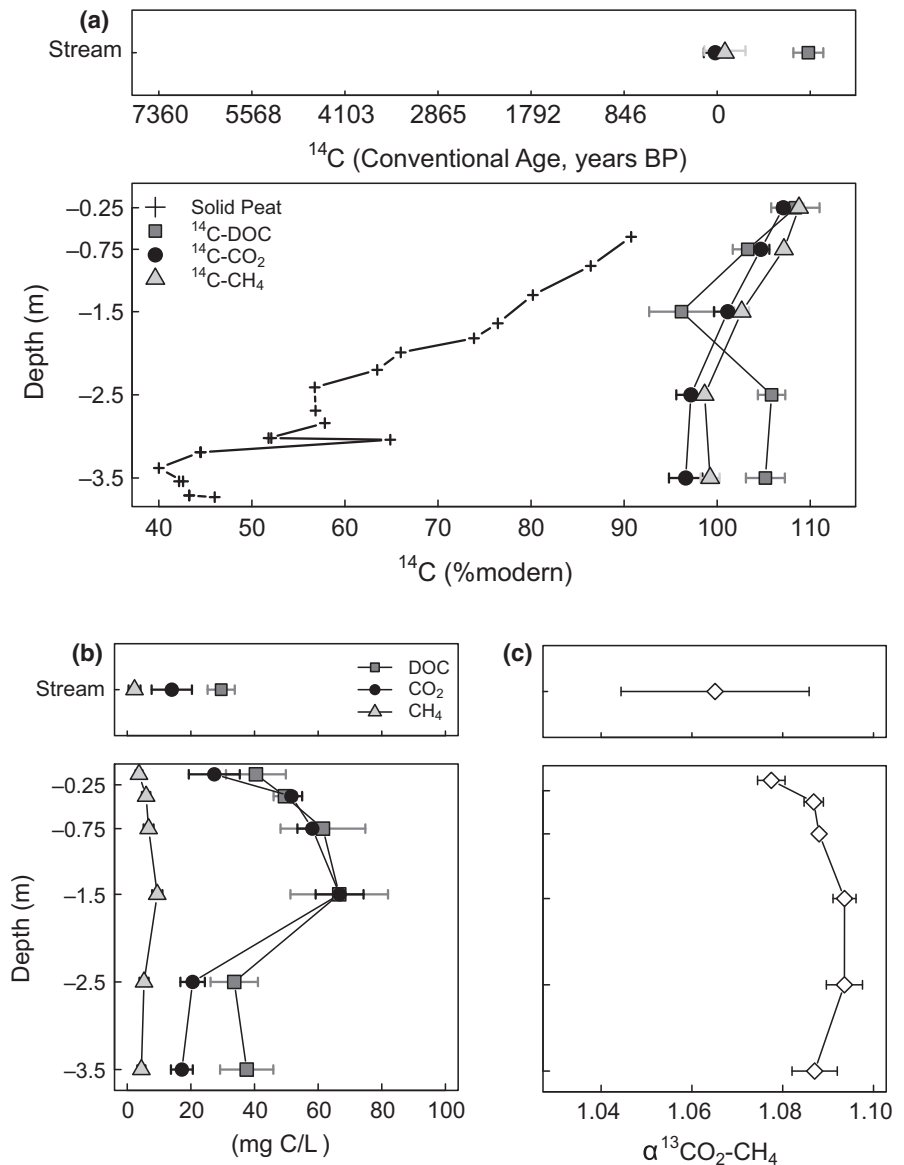 (a)
Stream
7360 5568 4103 2865 1792 846 0
¹⁴C (Conventional Age, years BP)
Solid Peat
¹⁴C-DOC
¹⁴C-CO₂
¹⁴C-CH₄
Depth (m)
−0.25
−0.75
−1.5
−2.5
−3.5
40 50 60 70 80 90 100 110
¹⁴C (%modern)
(b)
Stream
DOC
CO₂
CH₄
Depth (m)
−0.25
−0.75
−1.5
−2.5
−3.5
0 20 40 60 80 100
(mg C/L )
(c)
1.04 1.06 1.08 1.10
α¹³CO₂-CH₄